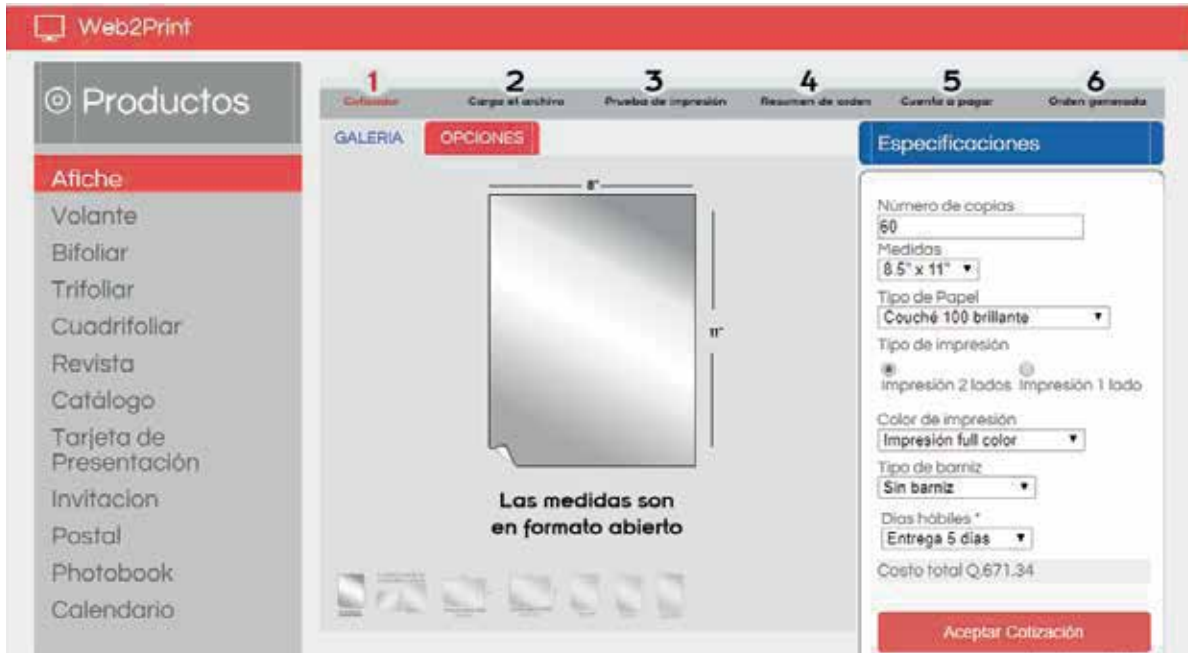 Web2Print
Productos
Afiche
Volante
Bifoliar
Trifoliar
Cuadrifoliar
Revista
Catálogo
Tarjeta de
Presentación
Invitacion
Postal
Photobook
Calendario
1 2 3 4 5 6
Cotizador Carga el archivo Prueba de impresión Resumen de orden Cuenta a pagar Orden generada
GALERIA OPCIONES
8"
11"
Las medidas son
en formato abierto
Especificaciones
Número de copias
60
Medidas
8.5" x 11"
Tipo de Papel
Couché 100 brillante
Tipo de impresión
Impresión 2 lados Impresión 1 lado
Color de impresión
Impresión full color
Tipo de barniz
Sin barniz
Días hábiles *
Entrega 5 dias
Costo total Q.671.34
Aceptar Cotización